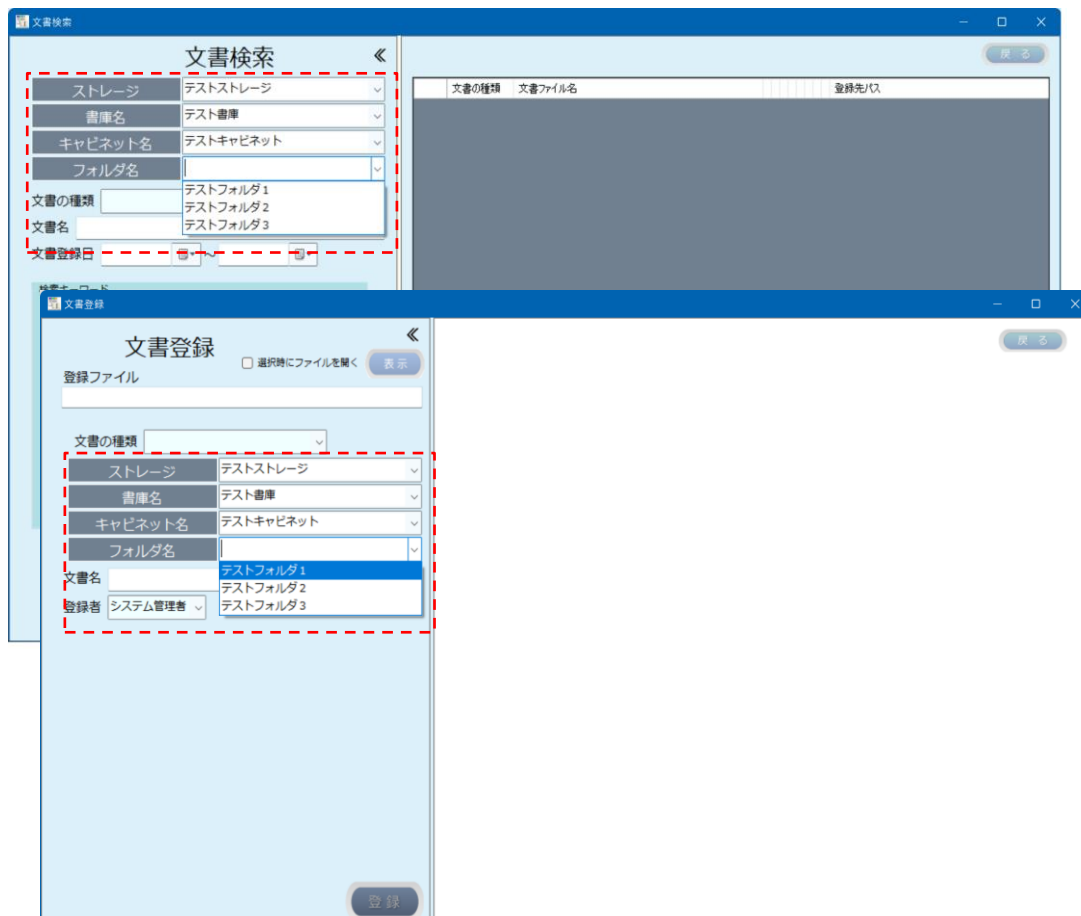 文書検索
文書検索 ≪
戻る
ストレージ テストストレージ
書庫名 テスト書庫
キャビネット名 テストキャビネット
フォルダ名
テストフォルダ1
テストフォルダ2
テストフォルダ3
文書の種類
文書名
文書登録日 ～
検索キーワード
文書の種類 文書ファイル名 登録先パス
文書登録
文書登録 ≪
選択時にファイルを開く 表示
戻る
登録ファイル
文書の種類
ストレージ テストストレージ
書庫名 テスト書庫
キャビネット名 テストキャビネット
フォルダ名
テストフォルダ1
テストフォルダ2
テストフォルダ3
文書名
登録者 システム管理者
登録